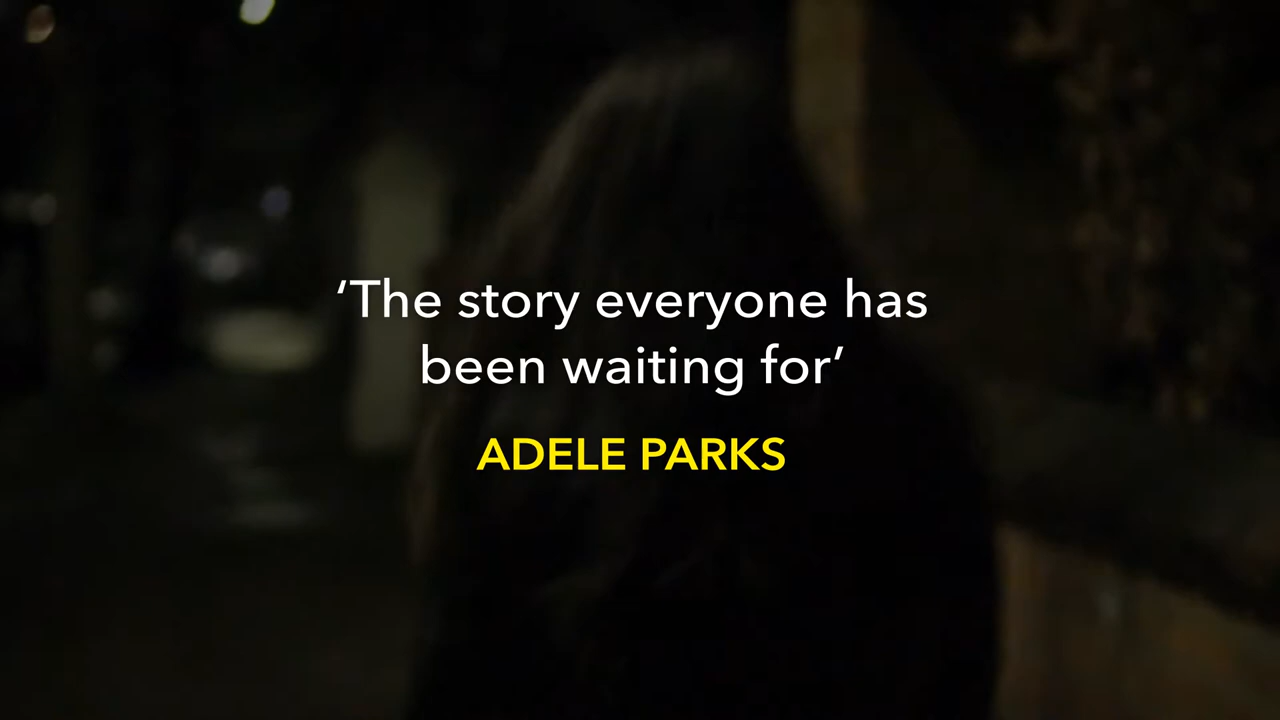 ‘The story everyone has
been waiting for’
ADELE PARKS